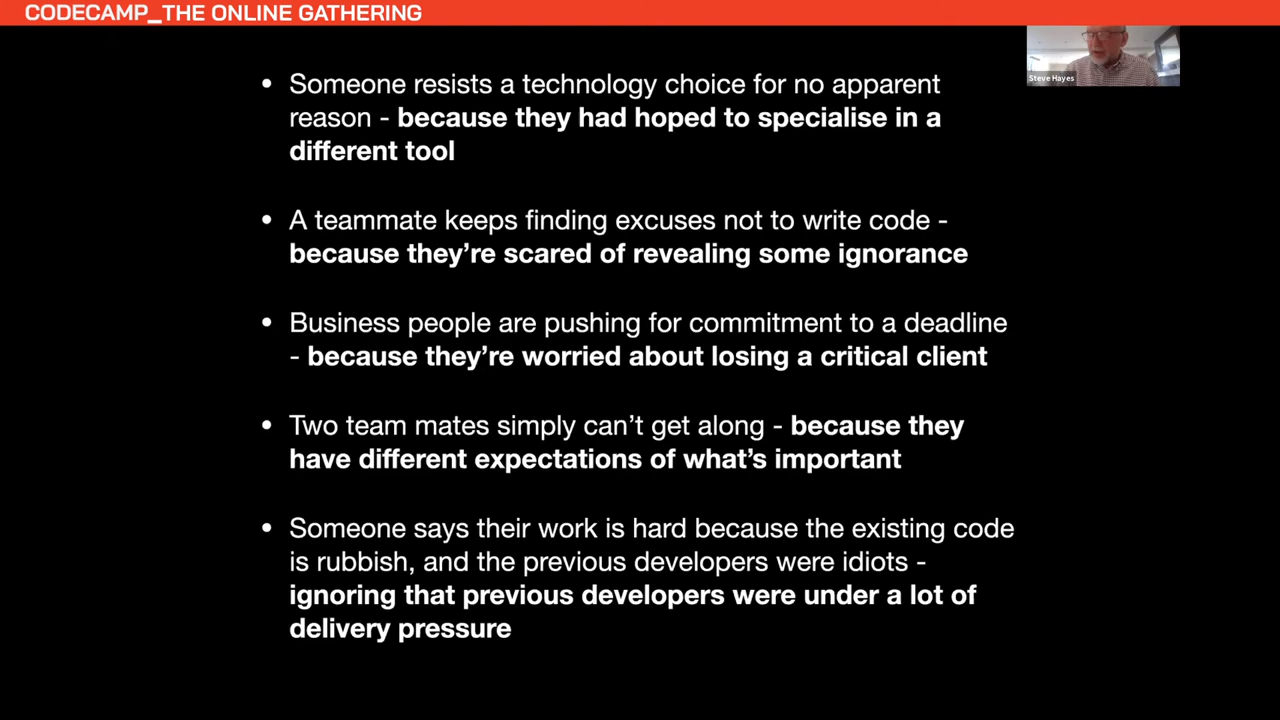 CODECAMP_THE ONLINE GATHERING
Steve Hayes
• Someone resists a technology choice for no apparent
reason - because they had hoped to specialise in a
different tool
• A teammate keeps finding excuses not to write code -
because they’re scared of revealing some ignorance
• Business people are pushing for commitment to a deadline
- because they’re worried about losing a critical client
• Two team mates simply can’t get along - because they
have different expectations of what’s important
• Someone says their work is hard because the existing code
is rubbish, and the previous developers were idiots -
ignoring that previous developers were under a lot of
delivery pressure